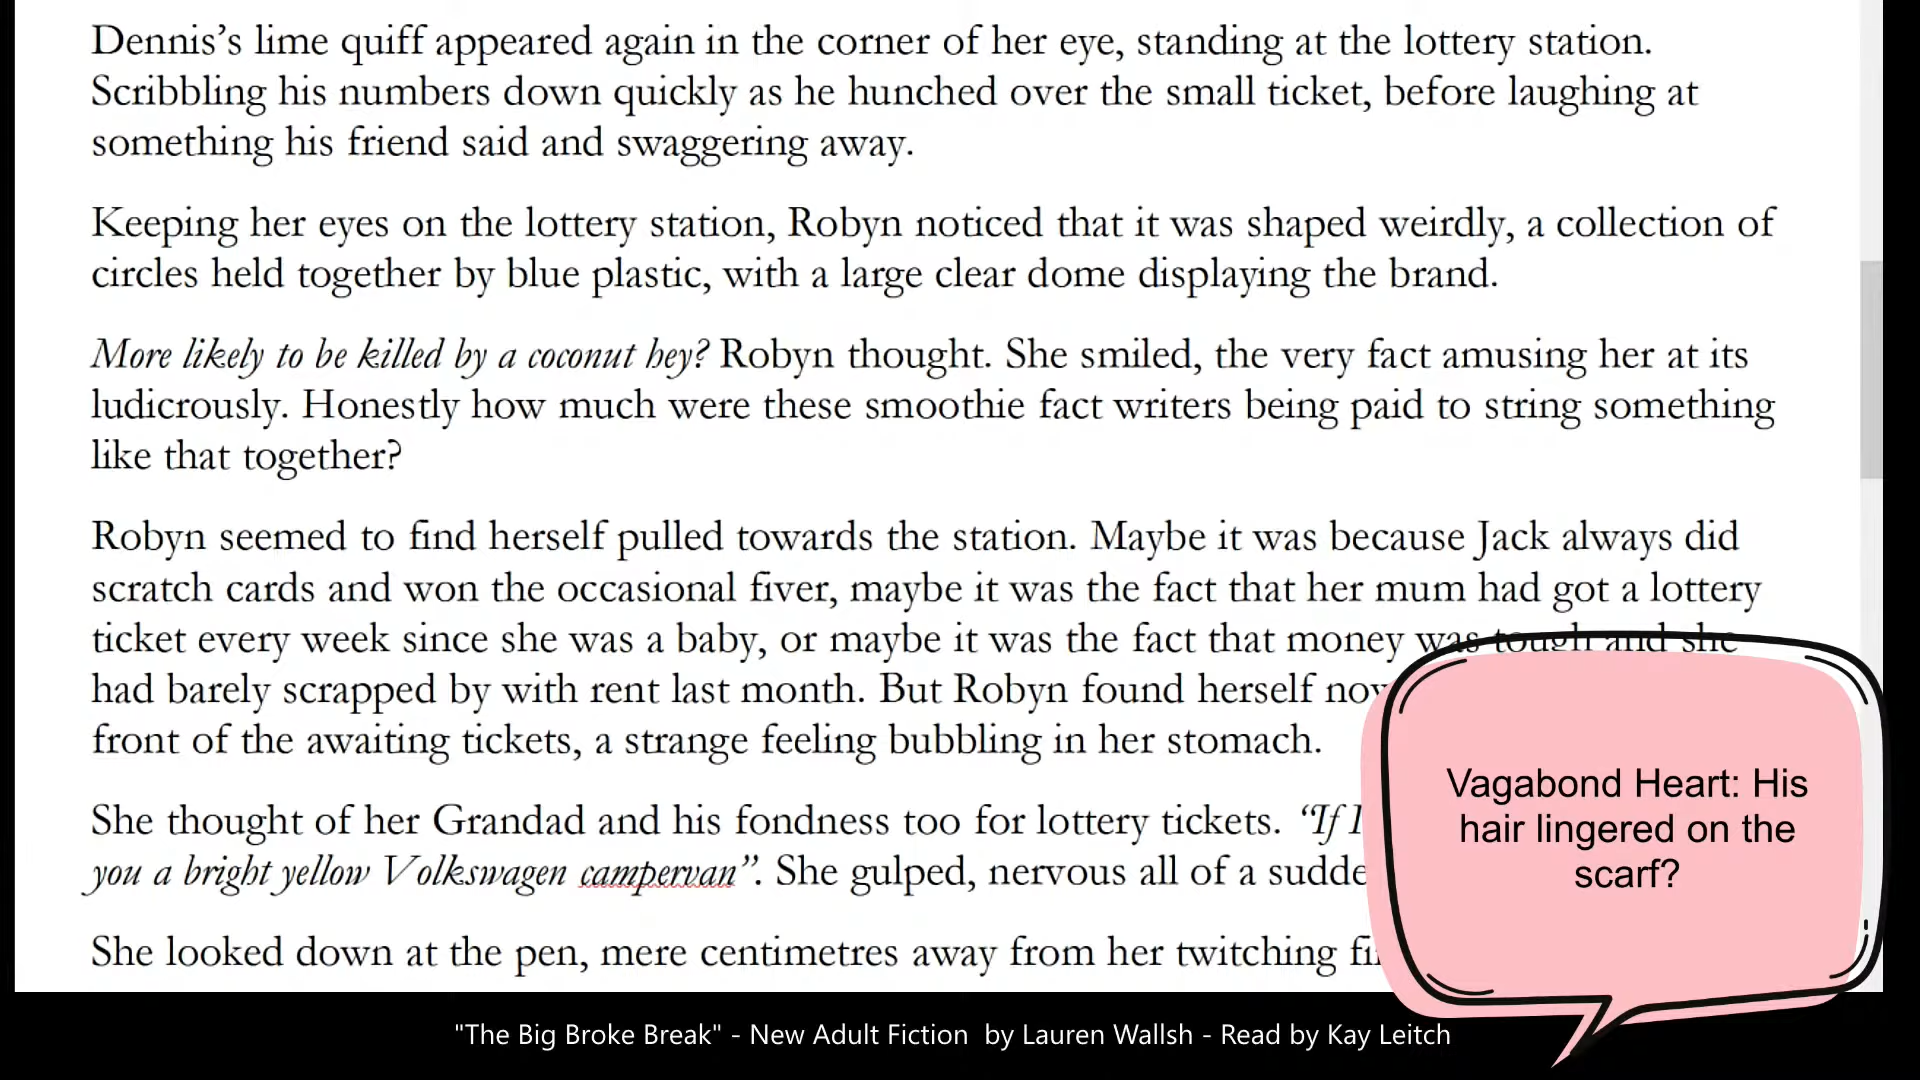 Dennis’s lime quiff appeared again in the corner of her eye, standing at the lottery station.
Scribbling his numbers down quickly as he hunched over the small ticket, before laughing at
something his friend said and swaggering away.
Keeping her eyes on the lottery station, Robyn noticed that it was shaped weirdly, a collection of
circles held together by blue plastic, with a large clear dome displaying the brand.
More likely to be killed by a coconut hey? Robyn thought. She smiled, the very fact amusing her at its
ludicrously. Honestly how much were these smoothie fact writers being paid to string something
like that together?
Robyn seemed to find herself pulled towards the station. Maybe it was because Jack always did
scratch cards and won the occasional fiver, maybe it was the fact that her mum had got a lottery
ticket every week since she was a baby, or maybe it was the fact that money was tough and she
had barely scrapped by with rent last month. But Robyn found herself
front of the awaiting tickets, a strange feeling bubbling in her stomach.
She thought of her Grandad and his fondness too for lottery tickets. “If I
you a bright yellow Volkswagen campervan”. She gulped, nervous all of a
She looked down at the pen, mere centimetres away from her twitching
Vagabond Heart: His
hair lingered on the
scarf?
"The Big Broke Break" - New Adult Fiction by Lauren Wallsh - Read by Kay Leitch